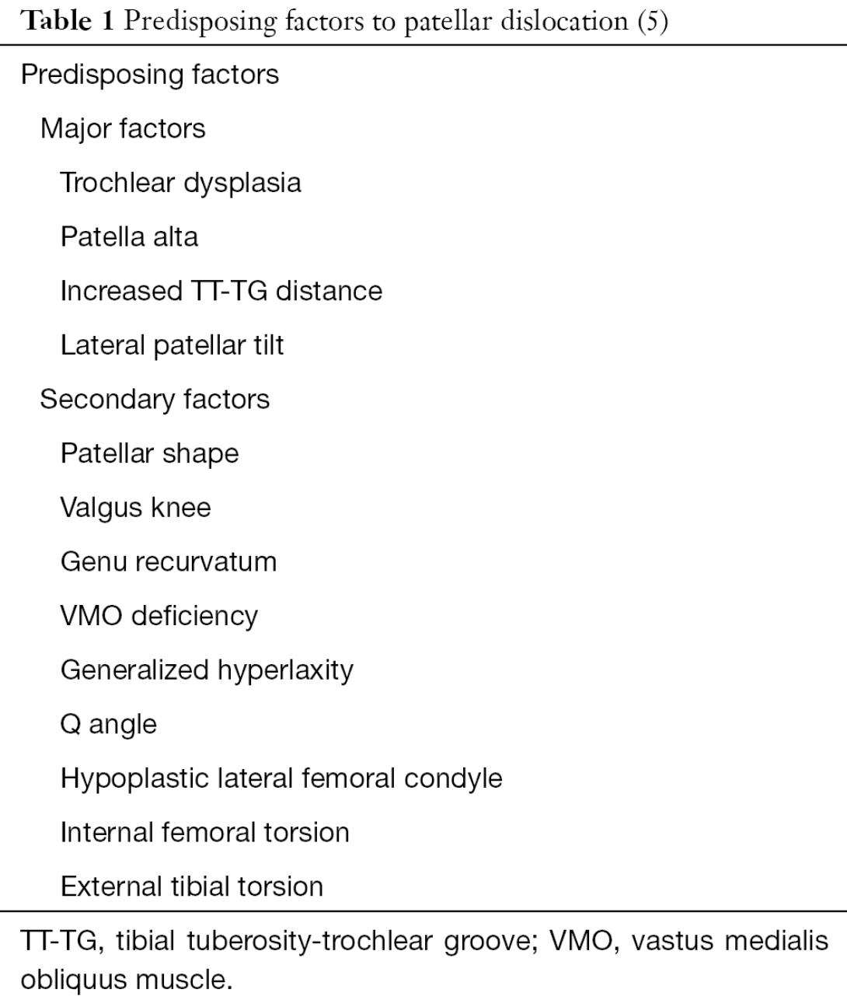 Table 1 Predisposing factors to patellar dislocation (5)
Predisposing factors
Major factors
Trochlear dysplasia
Patella alta
Increased TT-TG distance
Lateral patellar tilt
Secondary factors
Patellar shape
Valgus knee
Genu recurvatum
VMO deficiency
Generalized hyperlaxity
Q angle
Hypoplastic lateral femoral condyle
Internal femoral torsion
External tibial torsion
TT-TG, tibial tuberosity-trochlear groove; VMO, vastus medialis
obliquus muscle.